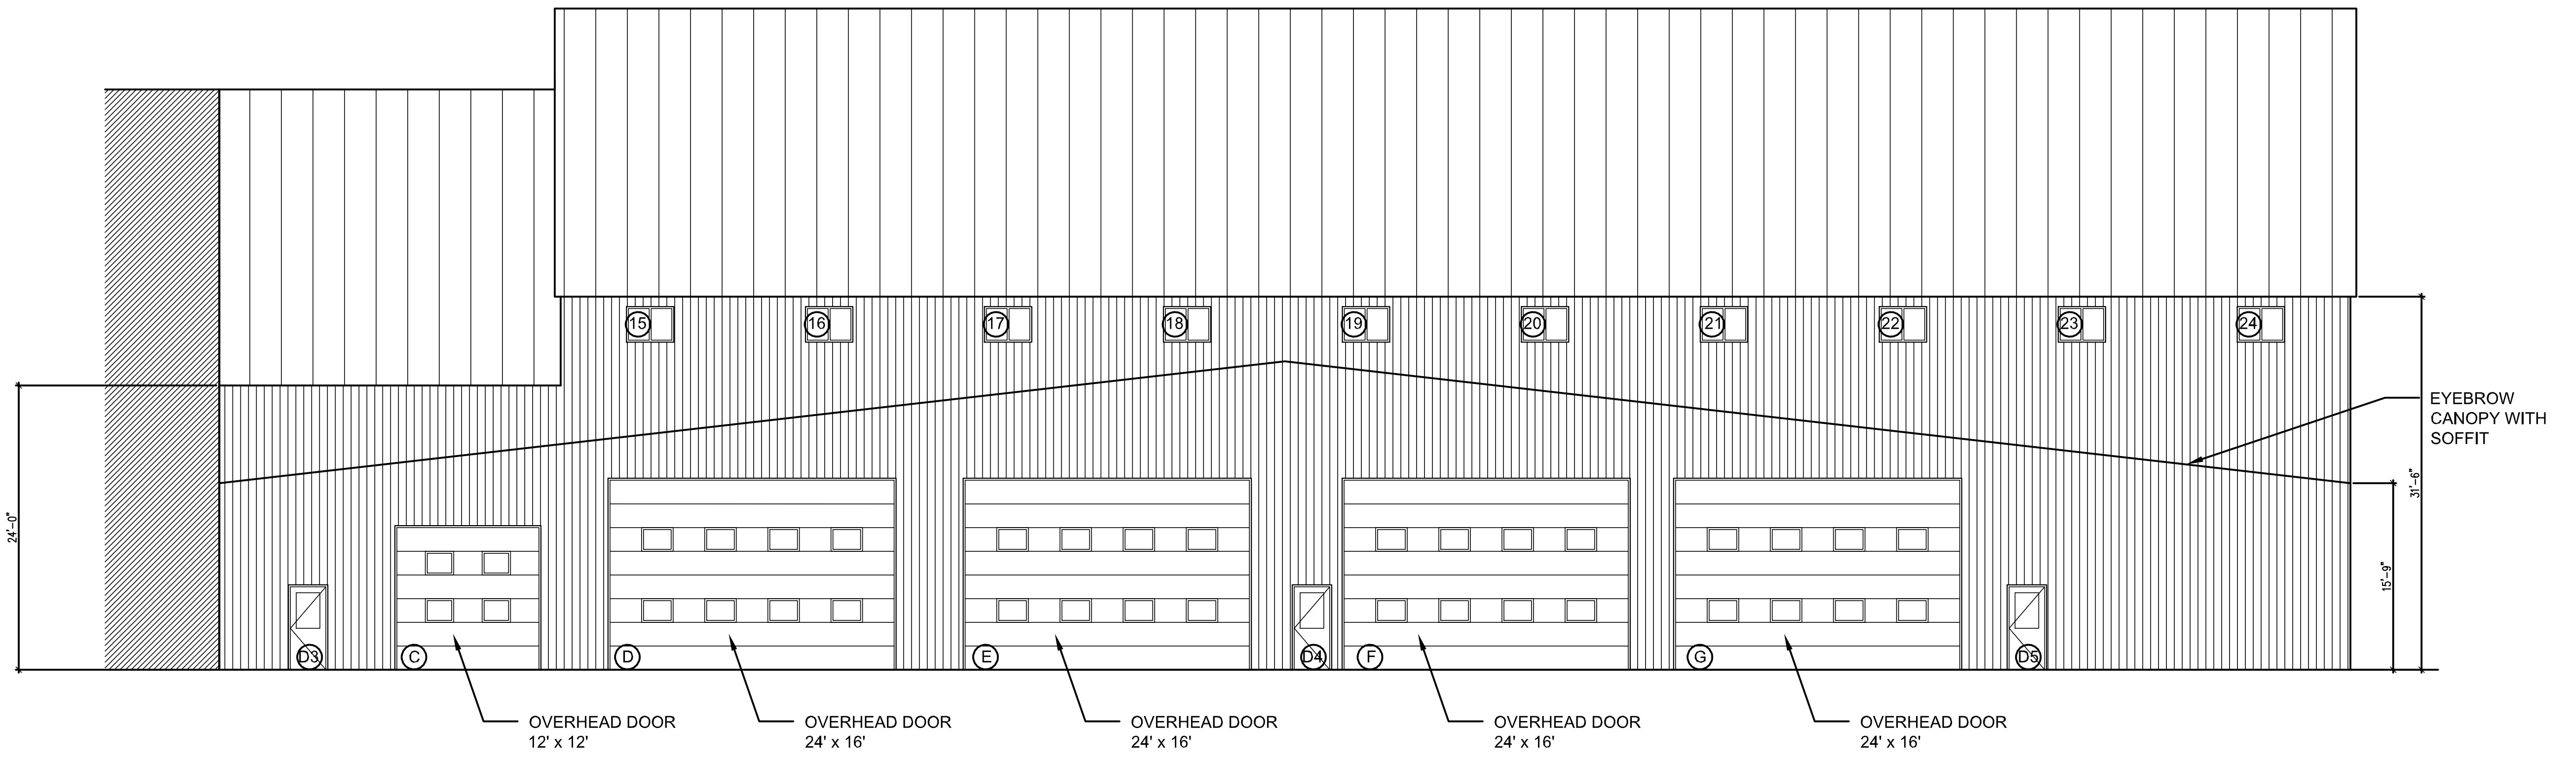 15
16
17
18
19
20
21
22
23
24
EYEBROW
CANOPY WITH
SOFFIT
31'-6"
24'-0"
15'-9"
D3
C
D
E
D4
F
G
D5
OVERHEAD DOOR
12' x 12'
OVERHEAD DOOR
24' x 16'
OVERHEAD DOOR
24' x 16'
OVERHEAD DOOR
24' x 16'
OVERHEAD DOOR
24' x 16'